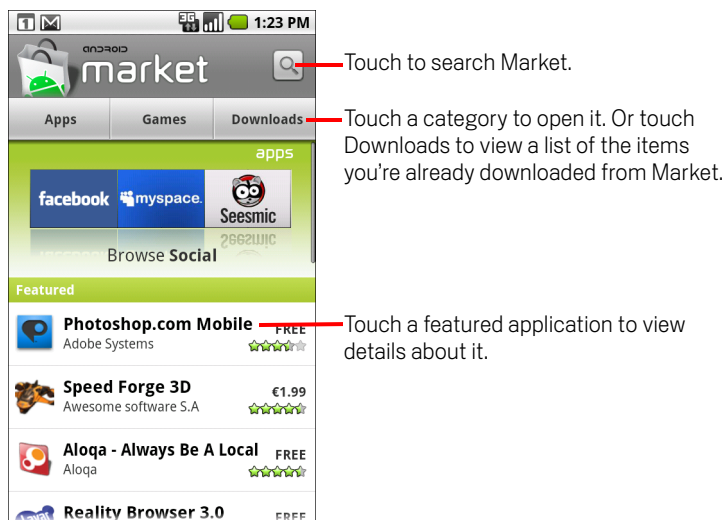 1 3G 1:23 PM
android
market
Touch to search Market.
Apps Games Downloads
Touch a category to open it. Or touch
Downloads to view a list of the items
you're already downloaded from Market.
apps
facebook myspace. Seesmic
Browse Social
Featured
Photoshop.com Mobile FREE
Adobe Systems
Touch a featured application to view
details about it.
Speed Forge 3D €1.99
Awesome software S.A
Aloqa - Always Be A Local FREE
Aloqa
Reality Browser 3.0 FREE